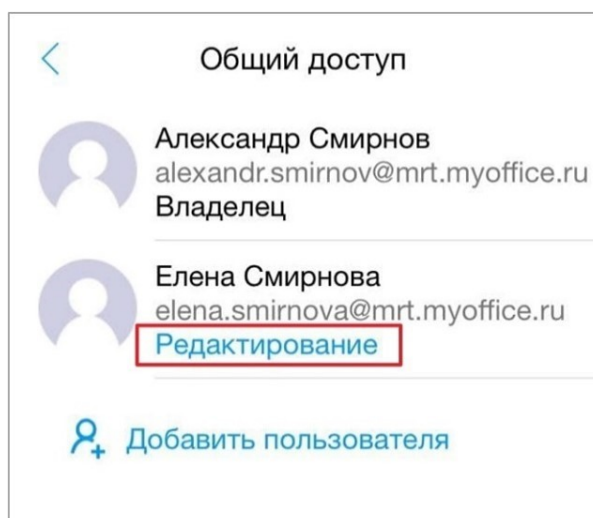 Общий доступ
Александр Смирнов
alexandr.smirnov@mrt.myoffice.ru
Владелец
Елена Смирнова
elena.smirnova@mrt.myoffice.ru
Редактирование
Добавить пользователя